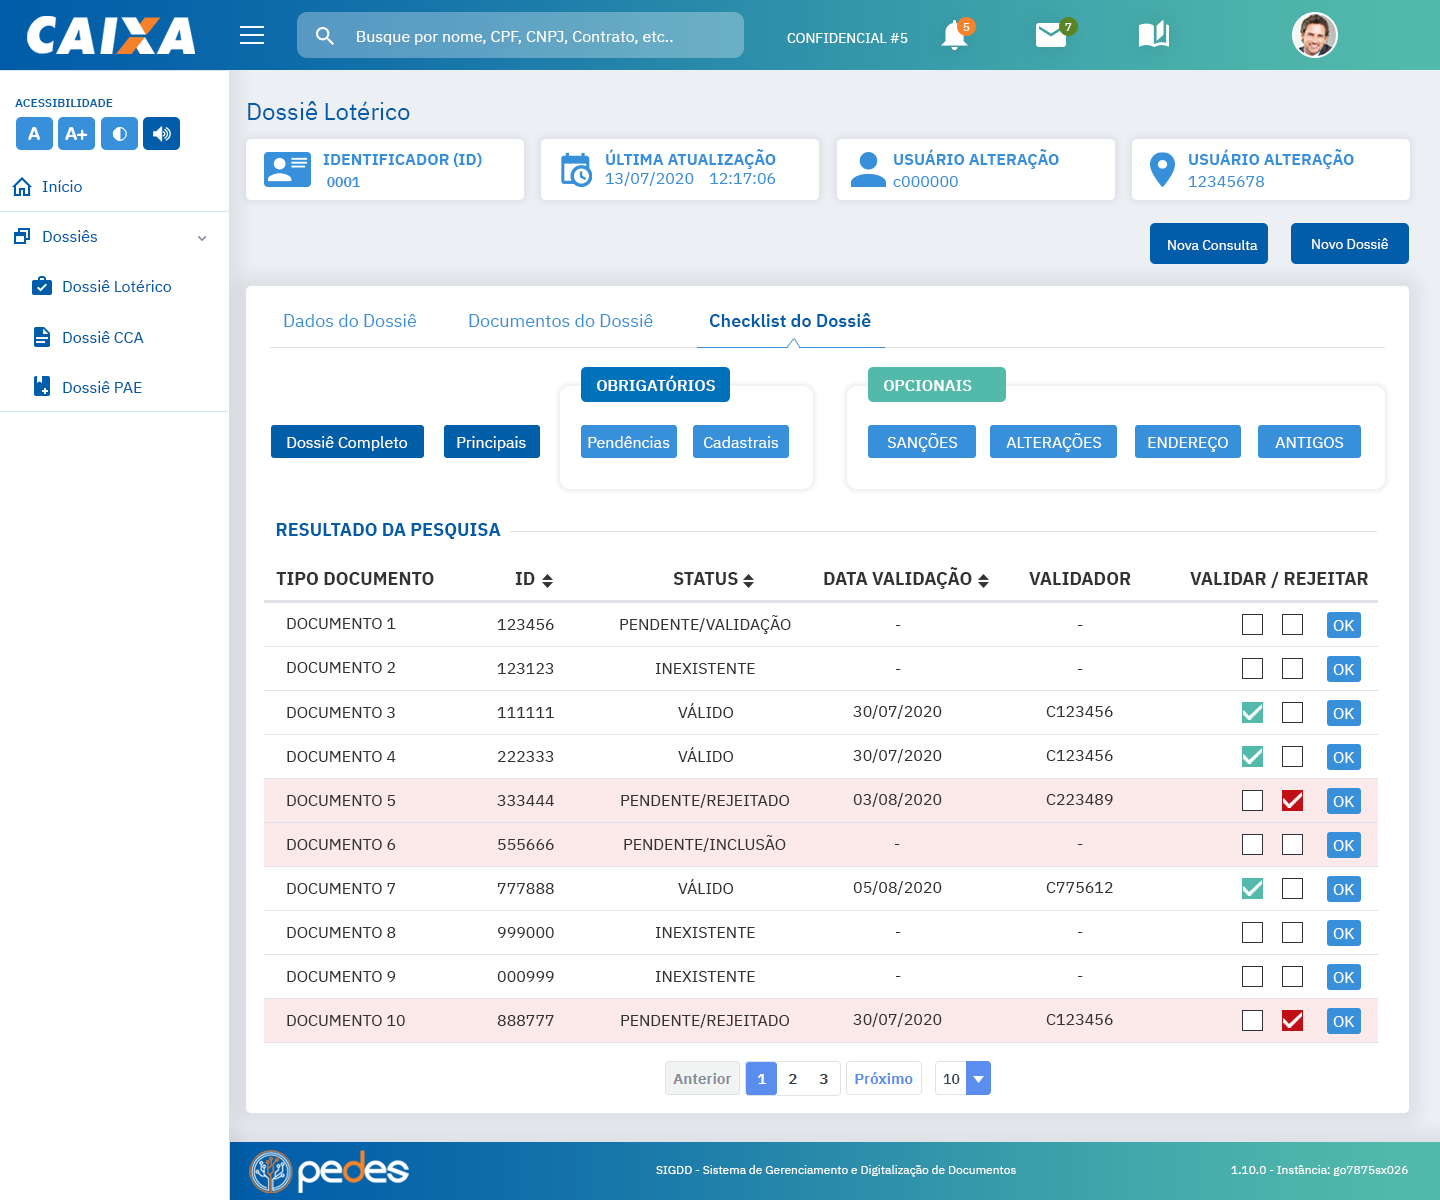 CAIXA
Busque por nome, CPF, CNPJ, Contrato, etc..
CONFIDENCIAL #5
5
7
ACESSIBILIDADE
A A+
Início
Dossiês
Dossiê Lotérico
Dossiê CCA
Dossiê PAE
Dossiê Lotérico
IDENTIFICADOR (ID)
0001
ÚLTIMA ATUALIZAÇÃO
13/07/2020 12:17:06
USUÁRIO ALTERAÇÃO
c000000
USUÁRIO ALTERAÇÃO
12345678
Nova Consulta
Novo Dossiê
Dados do Dossiê Documentos do Dossiê Checklist do Dossiê
OBRIGATÓRIOS
OPCIONAIS
Dossiê Completo Principais Pendências Cadastrais SANÇÕES ALTERAÇÕES ENDEREÇO ANTIGOS
RESULTADO DA PESQUISA
TIPO DOCUMENTO ID STATUS DATA VALIDAÇÃO VALIDADOR VALIDAR / REJEITAR
DOCUMENTO 1 123456 PENDENTE/VALIDAÇÃO - - OK
DOCUMENTO 2 123123 INEXISTENTE - - OK
DOCUMENTO 3 111111 VÁLIDO 30/07/2020 C123456 OK
DOCUMENTO 4 222333 VÁLIDO 30/07/2020 C123456 OK
DOCUMENTO 5 333444 PENDENTE/REJEITADO 03/08/2020 C223489 OK
DOCUMENTO 6 555666 PENDENTE/INCLUSÃO - - OK
DOCUMENTO 7 777888 VÁLIDO 05/08/2020 C775612 OK
DOCUMENTO 8 999000 INEXISTENTE - - OK
DOCUMENTO 9 000999 INEXISTENTE - - OK
DOCUMENTO 10 888777 PENDENTE/REJEITADO 30/07/2020 C123456 OK
Anterior 1 2 3 Próximo 10
pedes
SIGDD - Sistema de Gerenciamento e Digitalização de Documentos
1.10.0 - Instância: go7875sx026